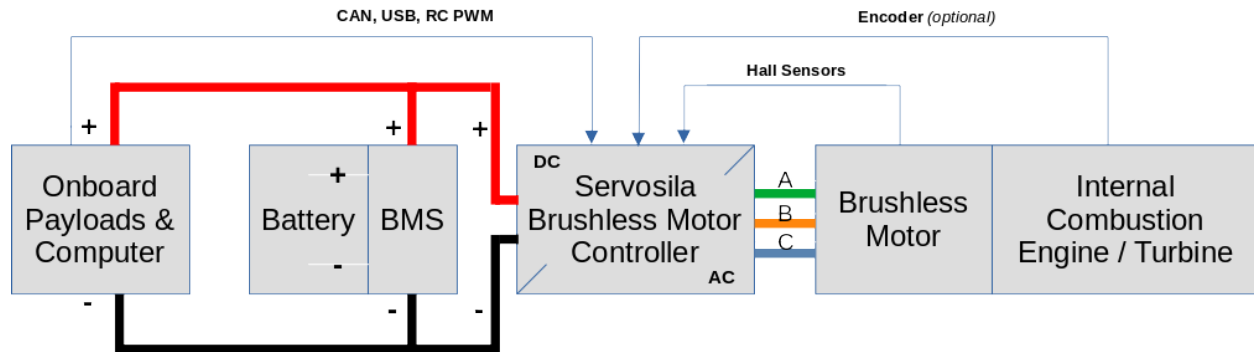 CAN, USB, RC PWM
Encoder (optional)
Hall Sensors
+
+
+
Onboard
Payloads &
Computer
-
Battery
+
-
BMS
-
-
DC
Servosila
Brushless Motor
Controller
AC
A
B
C
Brushless
Motor
Internal
Combustion
Engine / Turbine